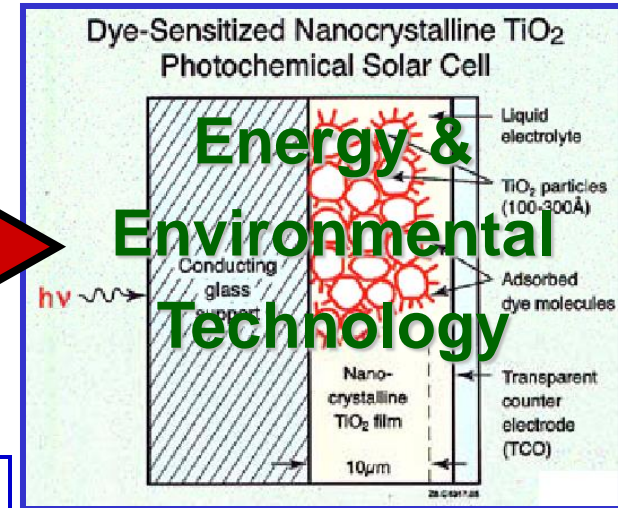 Dye-Sensitized Nanocrystalline TiO2
Photochemical Solar Cell
Energy &
Environmental
Technology
hν
Conducting
glass
support
Nano-
crystalline
TiO2 film
10µm
Liquid
electrolyte
TiO2 particles
(100-300Å)
Adsorbed
dye molecules
Transparent
counter
electrode
(TCO)